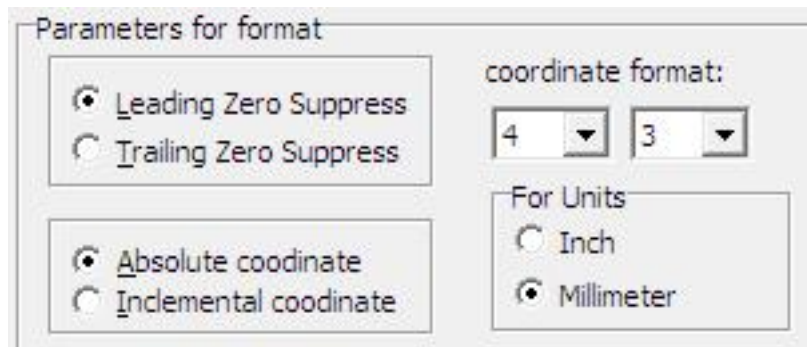 Parameters for format
Leading Zero Suppress
Trailing Zero Suppress
coordinate format:
4 3
Absolute coodinate
Inclemental coodinate
For Units
Inch
Millimeter